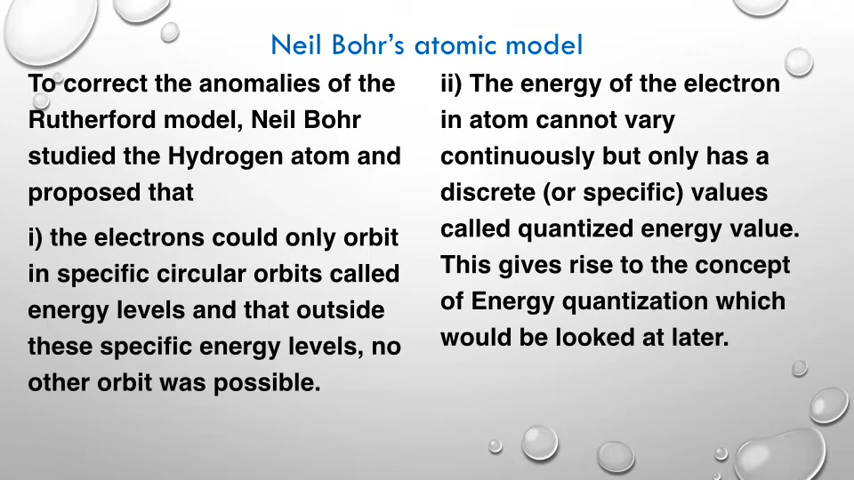 Neil Bohr's atomic model
To correct the anomalies of the
Rutherford model, Neil Bohr
studied the Hydrogen atom and
proposed that
i) the electrons could only orbit
in specific circular orbits called
energy levels and that outside
these specific energy levels, no
other orbit was possible.
ii) The energy of the electron
in atom cannot vary
continuously but only has a
discrete (or specific) values
called quantized energy value.
This gives rise to the concept
of Energy quantization which
would be looked at later.